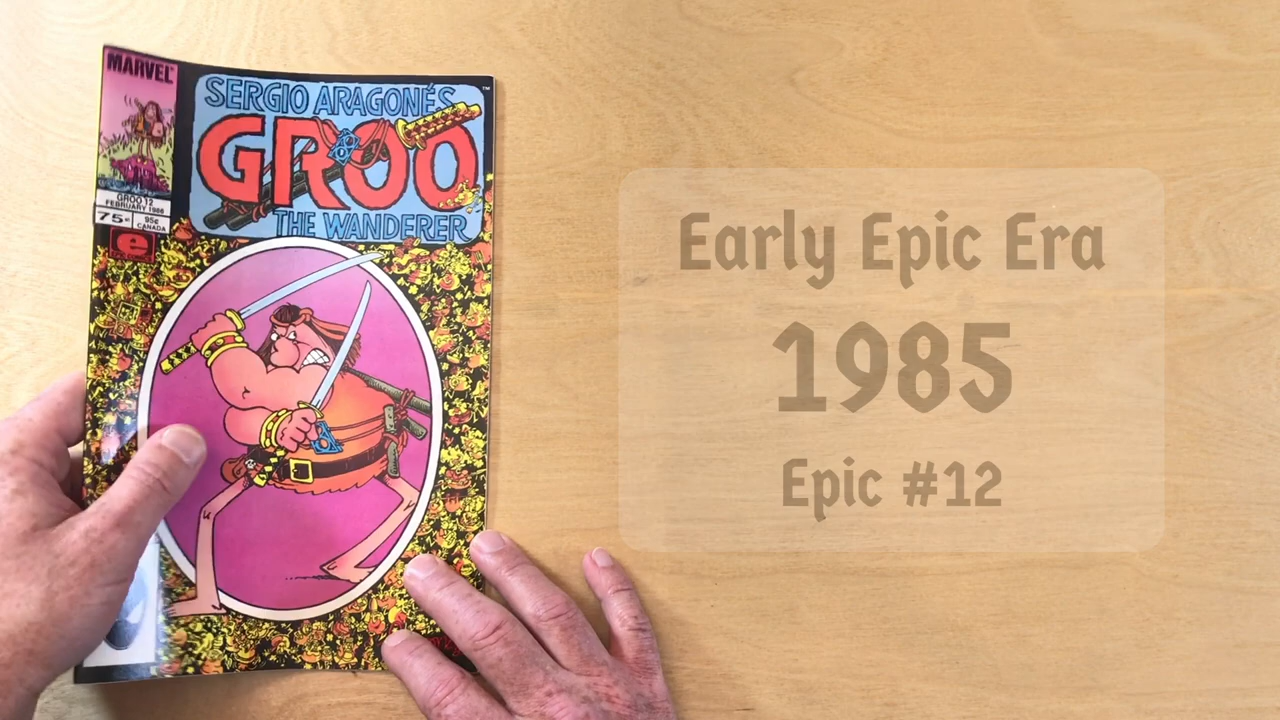 MARVEL
SERGIO ARAGONÉS
GROO
THE WANDERER
TM
GROO 12
FEBRUARY 1986
75¢
95¢
CANADA
e
Early Epic Era
1985
Epic #12